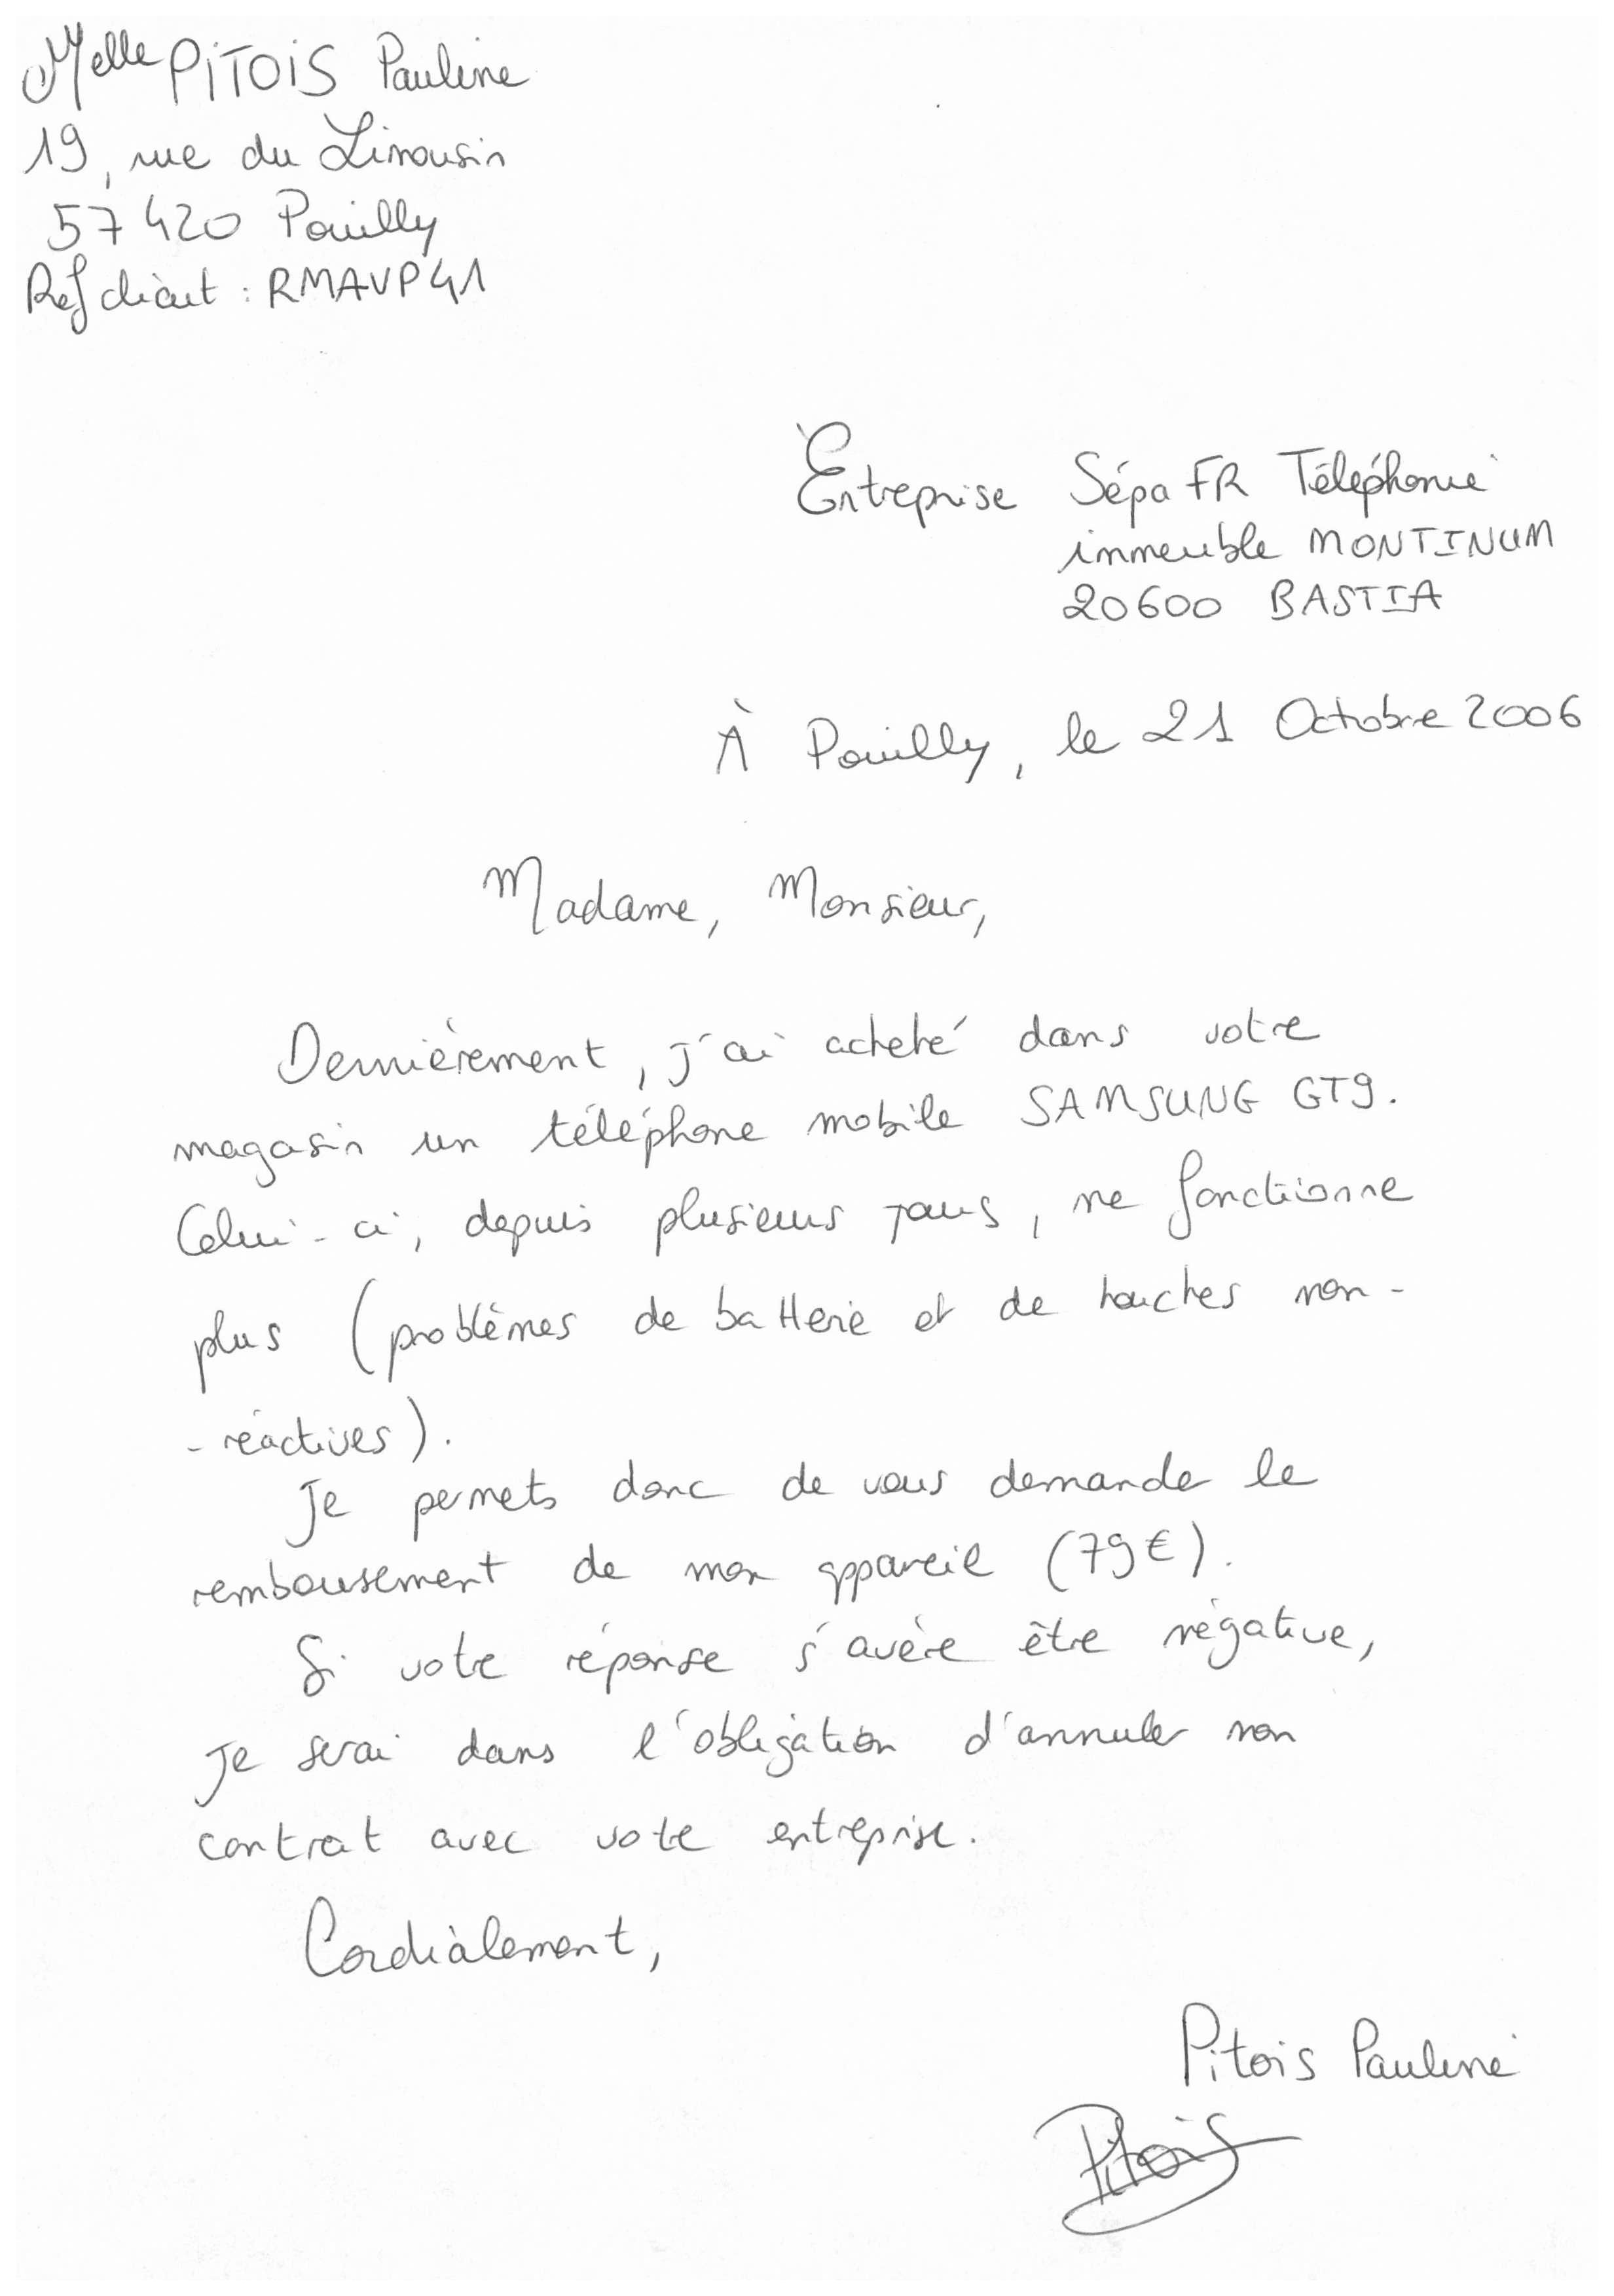 Melle PITOIS Pauline
19, rue du Limousin
57420 Pouilly
Ref client : RMAVP41
Entreprise Sépa FR Téléphonie
immeuble MONTINUM
20600 BASTIA
À Pouilly, le 21 Octobre 2006
Madame, Monsieur,
Dernièrement, j'ai acheté dans votre
magasin un téléphone mobile SAMSUNG GT9.
Celui-ci, depuis plusieurs jours, ne fonctionne
plus (problèmes de batterie et de touches non-
-réactives).
Je permets donc de vous demander le
remboursement de mon appareil (79€).
Si votre réponse s'avère être négative,
je serai dans l'obligation d'annuler mon
contrat avec votre entreprise.
Cordialement,
Pitois Pauline
Pitois